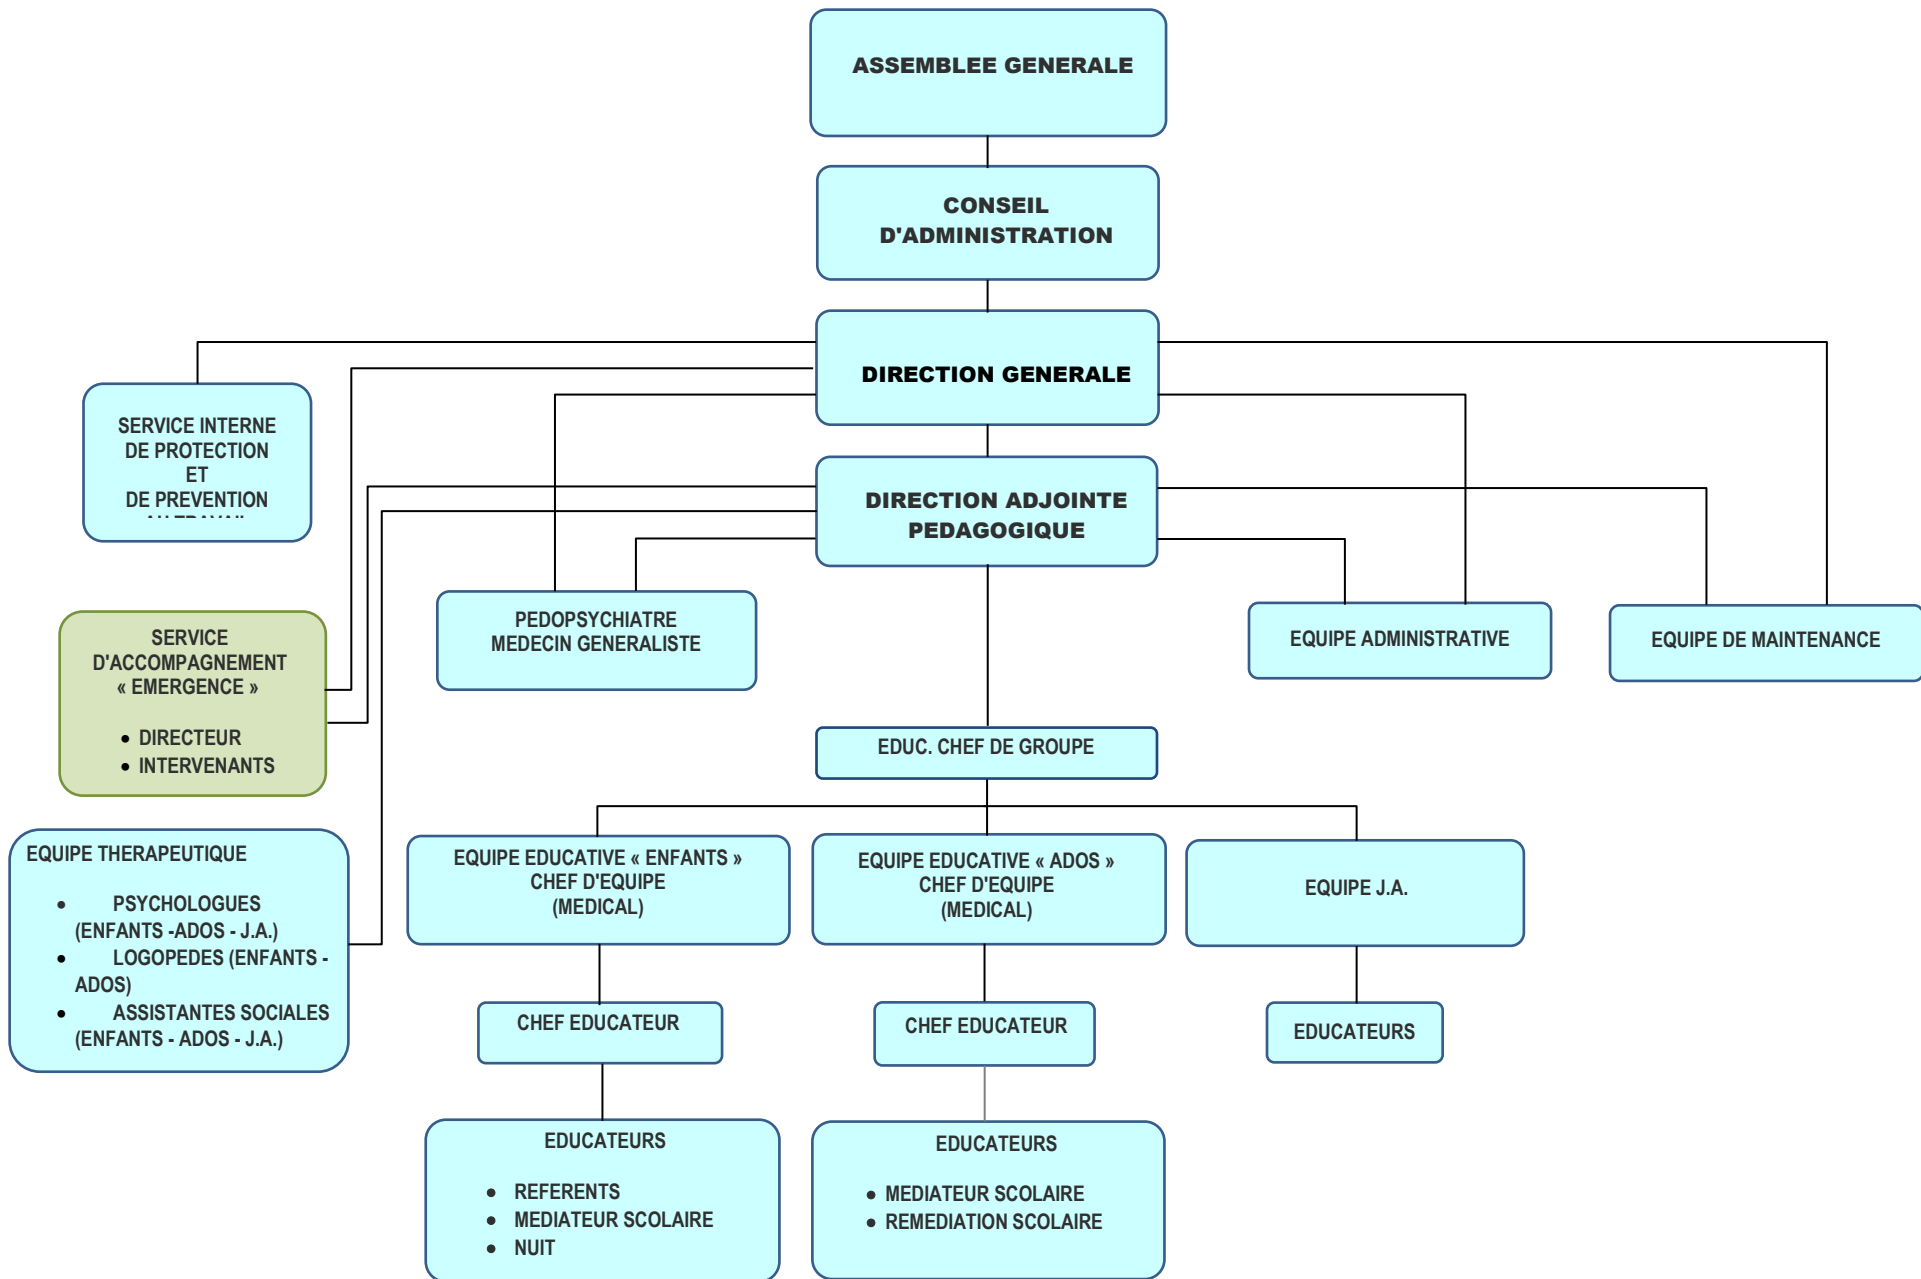 ASSEMBLEE GENERALE
CONSEIL
D'ADMINISTRATION
DIRECTION GENERALE
SERVICE INTERNE
DE PROTECTION
ET
DE PREVENTION
DIRECTION ADJOINTE
PEDAGOGIQUE
PEDOPSYCHIATRE
MEDECIN GENERALISTE
EQUIPE ADMINISTRATIVE
EQUIPE DE MAINTENANCE
SERVICE
D'ACCOMPAGNEMENT
« EMERGENCE »
• DIRECTEUR
• INTERVENANTS
EDUC. CHEF DE GROUPE
EQUIPE THERAPEUTIQUE
• PSYCHOLOGUES
(ENFANTS -ADOS - J.A.)
• LOGOPEDES (ENFANTS -
ADOS)
• ASSISTANTES SOCIALES
(ENFANTS - ADOS - J.A.)
EQUIPE EDUCATIVE « ENFANTS »
CHEF D'EQUIPE
(MEDICAL)
EQUIPE EDUCATIVE « ADOS »
CHEF D'EQUIPE
(MEDICAL)
EQUIPE J.A.
CHEF EDUCATEUR
CHEF EDUCATEUR
EDUCATEURS
EDUCATEURS
• REFERENTS
• MEDIATEUR SCOLAIRE
• NUIT
EDUCATEURS
• MEDIATEUR SCOLAIRE
• REMEDIATION SCOLAIRE